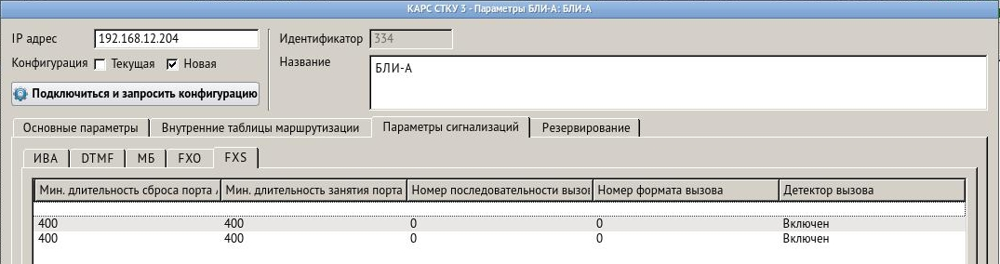 КАРС СТКУ 3 - Параметры БЛИ-А: БЛИ-А
IP адрес 192.168.12.204 Идентификатор 334
Конфигурация Текущая Новая Название БЛИ-А
Подключиться и запросить конфигурацию
Основные параметры Внутренние таблицы маршрутизации Параметры сигнализаций Резервирование
ИВА DTMF МБ FXO FXS
Мин. длительность сброса порта Мин. длительность занятия порта Номер последовательности вызов Номер формата вызова Детектор вызова
400 400 0 0 Включен
400 400 0 0 Включен